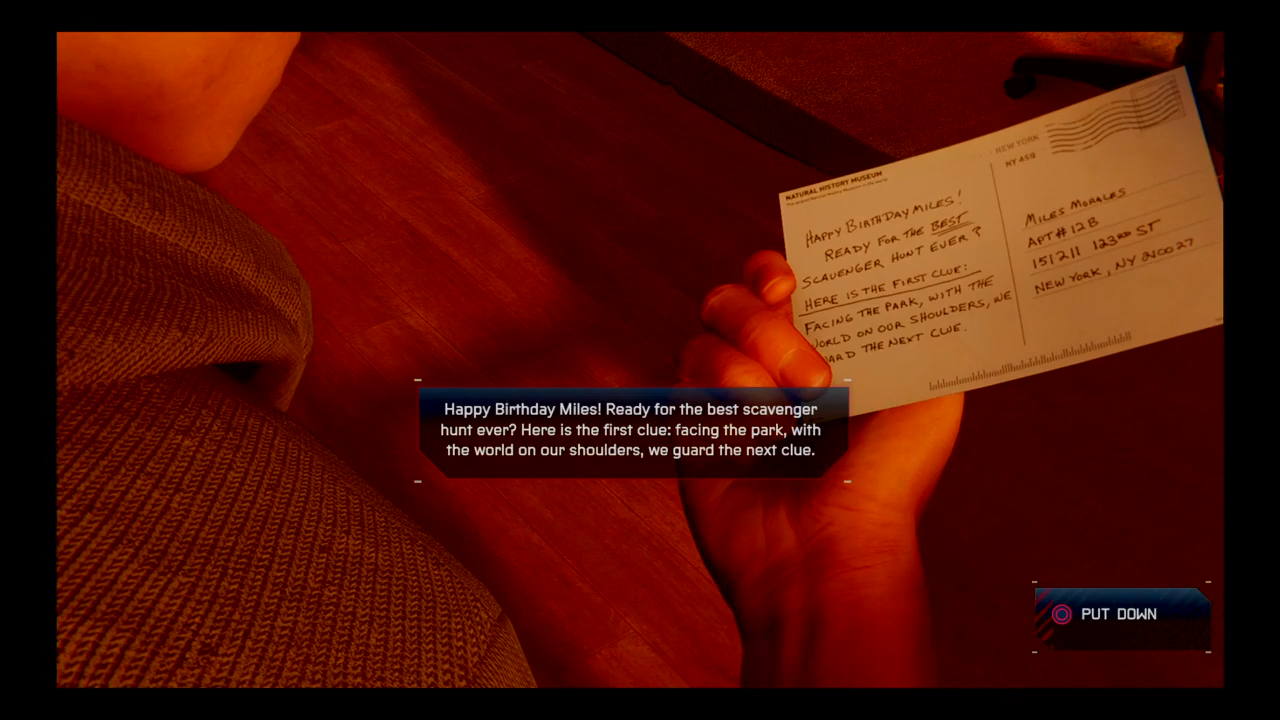 NATURAL HISTORY MUSEUM
HAPPY BIRTHDAY MILES!
READY FOR THE BEST
SCAVENGER HUNT EVER?
HERE IS THE FIRST CLUE:
FACING THE PARK, WITH THE
WORLD ON OUR SHOULDERS, WE
THE NEXT CLUE.
NEW YORK
NY 459
MILES MORALES
APT # 12B
151211 123RD ST
NEW YORK, NY
Happy Birthday Miles! Ready for the best scavenger
hunt ever? Here is the first clue: facing the park, with
the world on our shoulders, we guard the next clue.
PUT DOWN